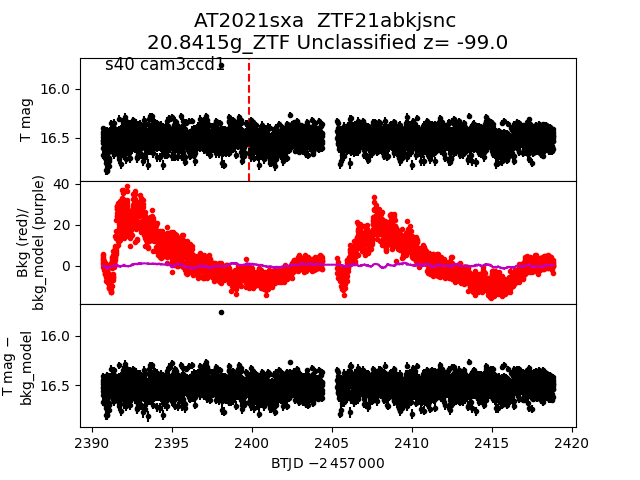 AT2021sxa  ZTF21abkjsnc
20.8415g_ZTF Unclassified z= -99.0
s40 cam3ccd1
16.0
16.5
T mag
40
20
0
Bkg (red)/
bkg_model (purple)
16.0
16.5
T mag −
bkg_model
2390
2395
2400
2405
2410
2415
2420
BTJD −2 457 000